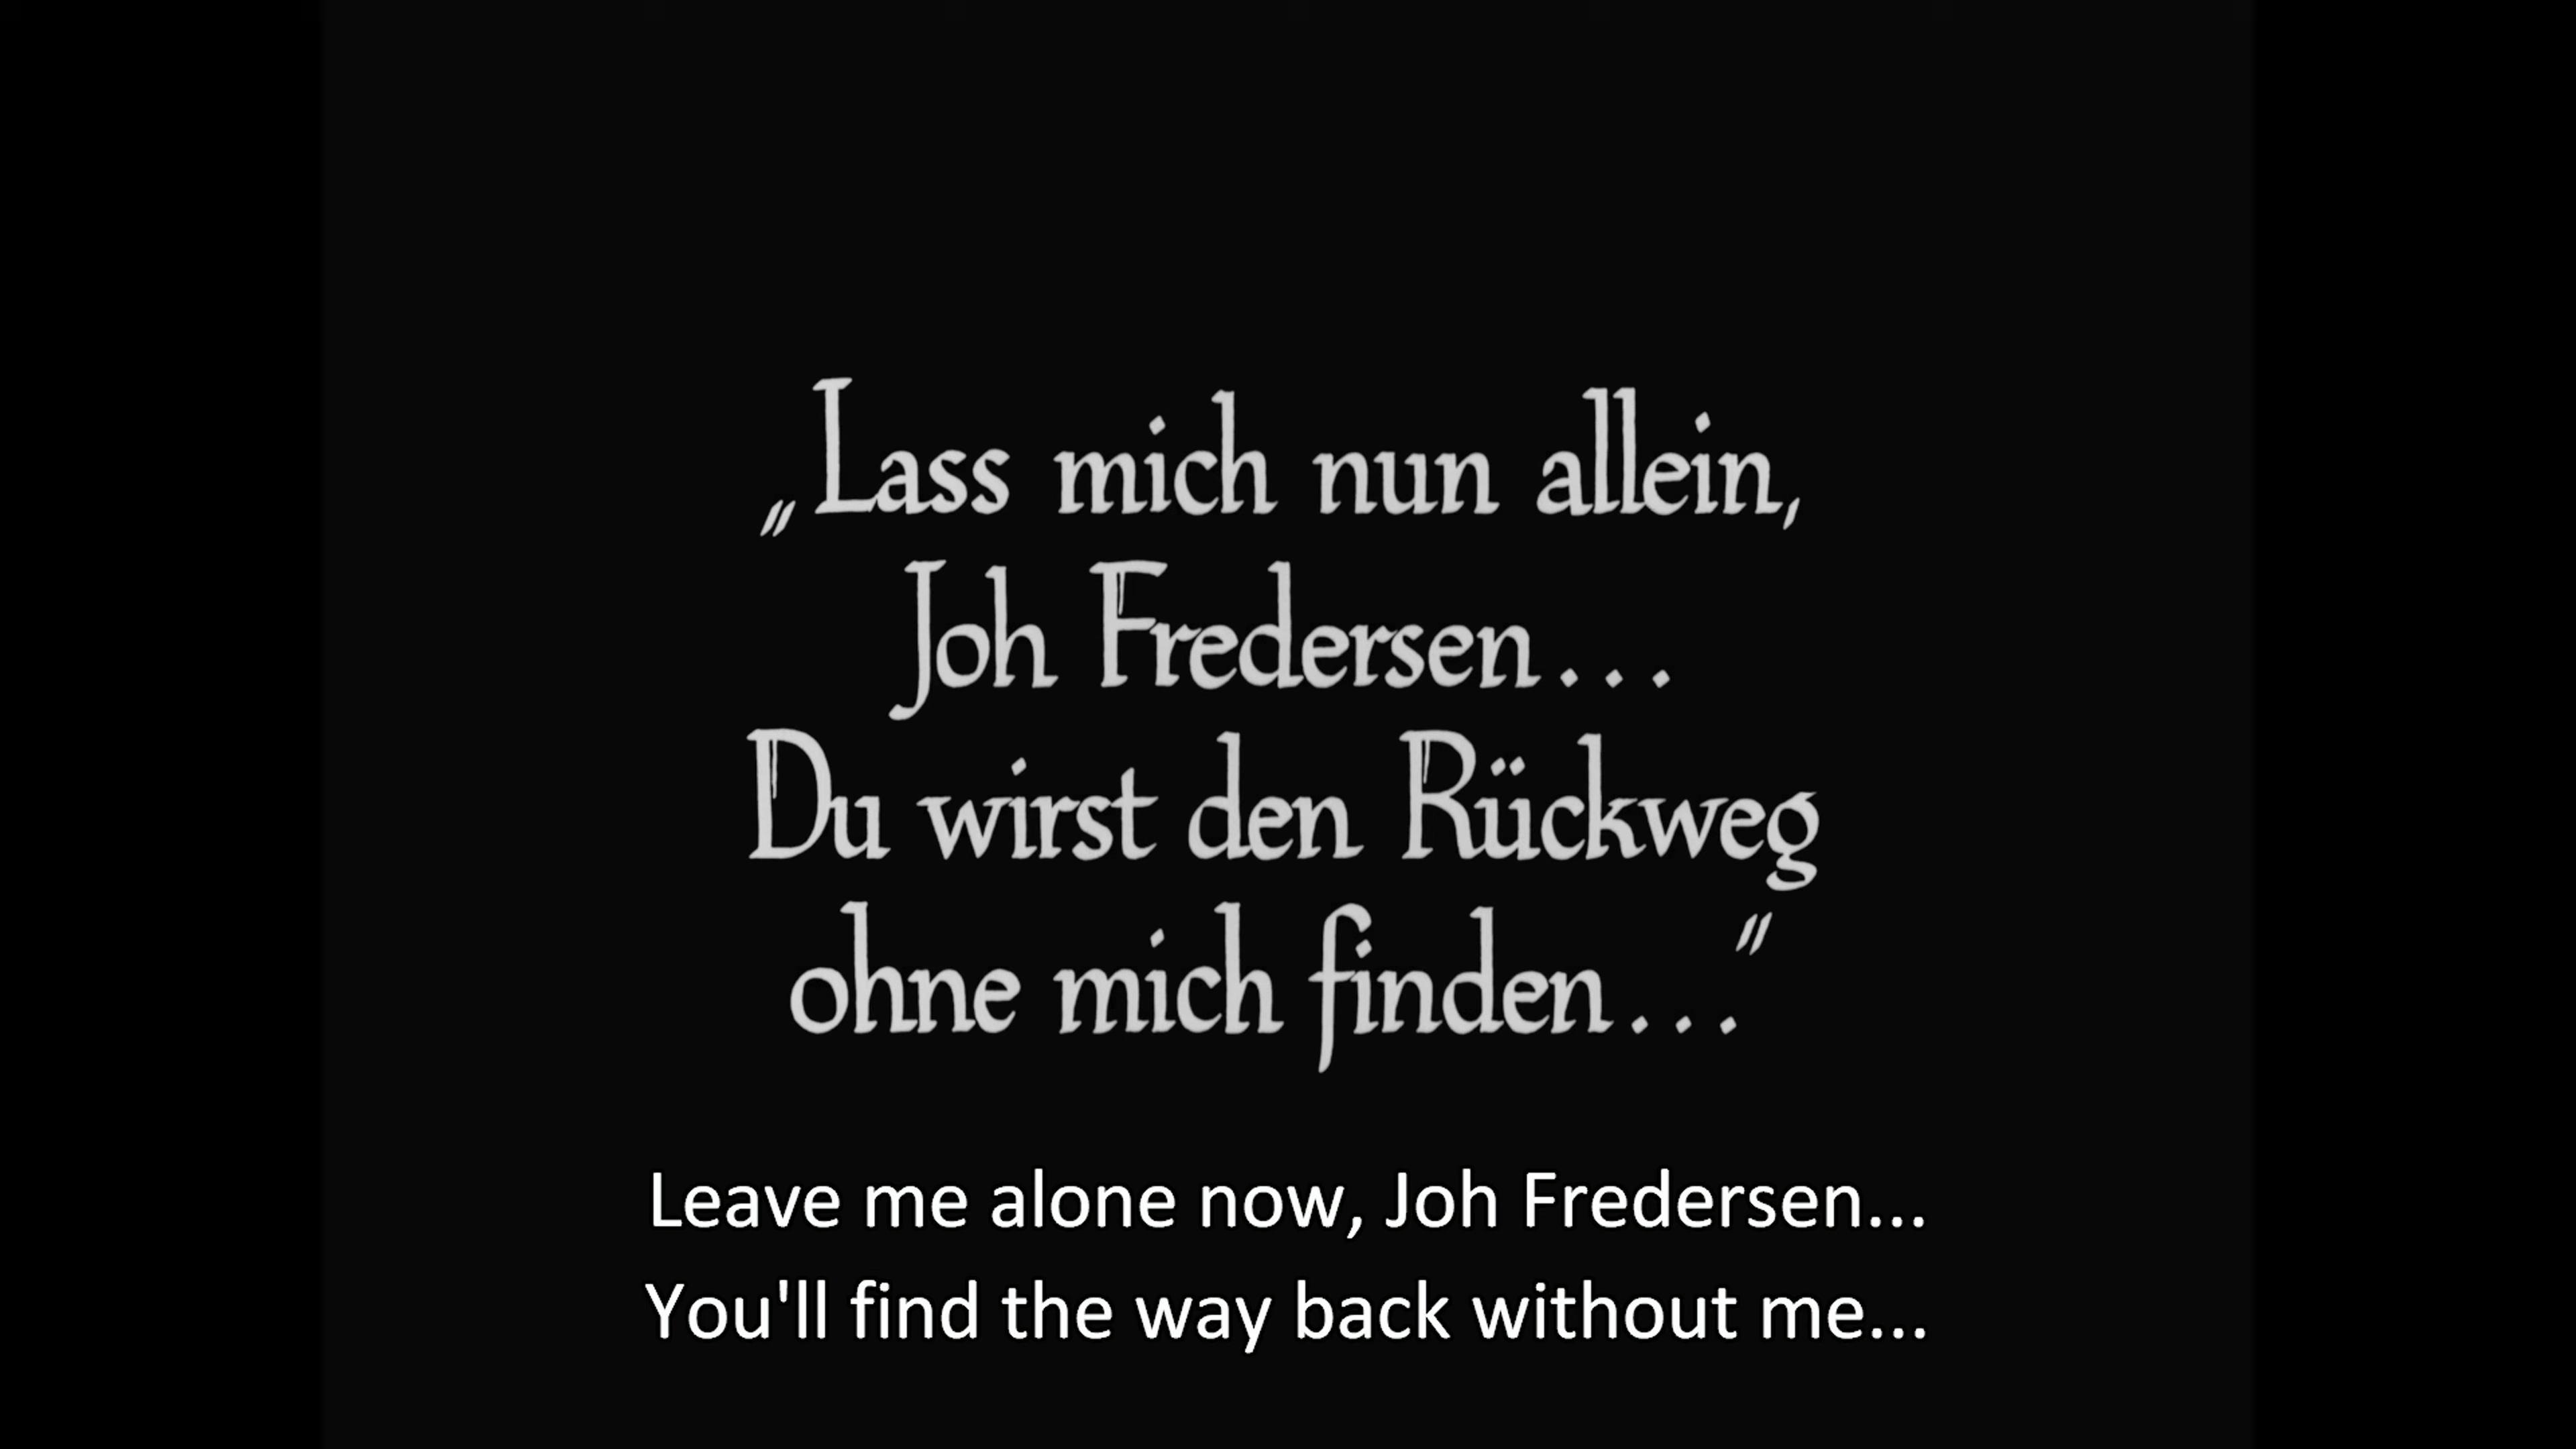 „Lass mich nun allein,
Joh Fredersen...
Du wirst den Rückweg
ohne mich finden..."
Leave me alone now, Joh Fredersen...
You'll find the way back without me...